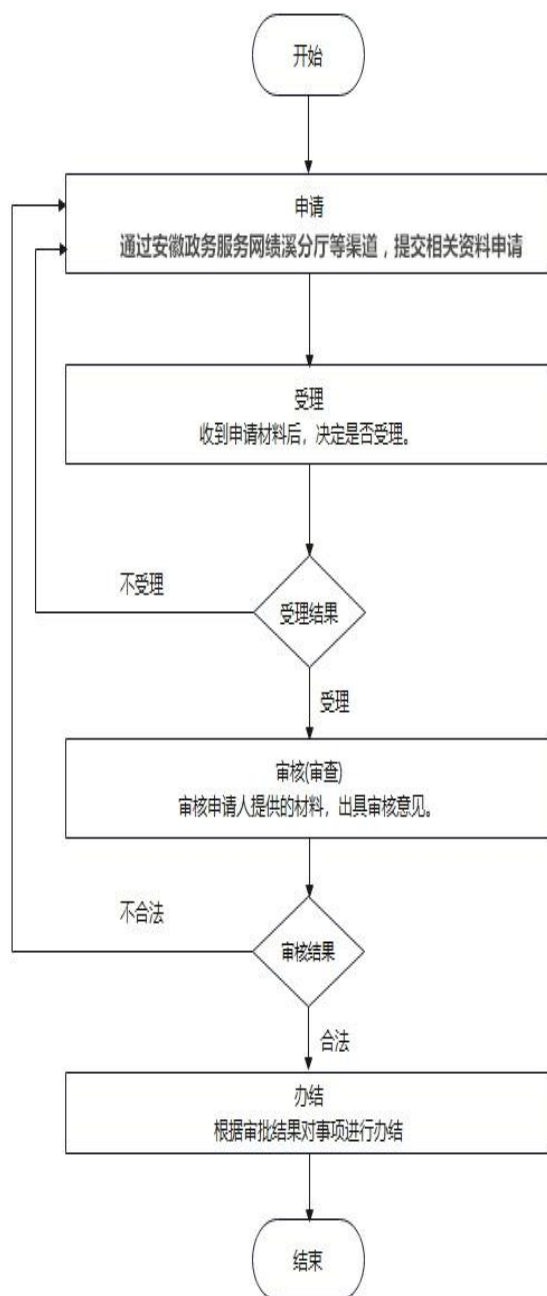 开始
申请
通过安徽政务服务网绩溪分厅等渠道，提交相关资料申请
受理
收到申请材料后，决定是否受理。
不受理
受理结果
受理
审核(审查)
审核申请人提供的材料，出具审核意见。
不合法
审核结果
合法
办结
根据审批结果对事项进行办结
结束